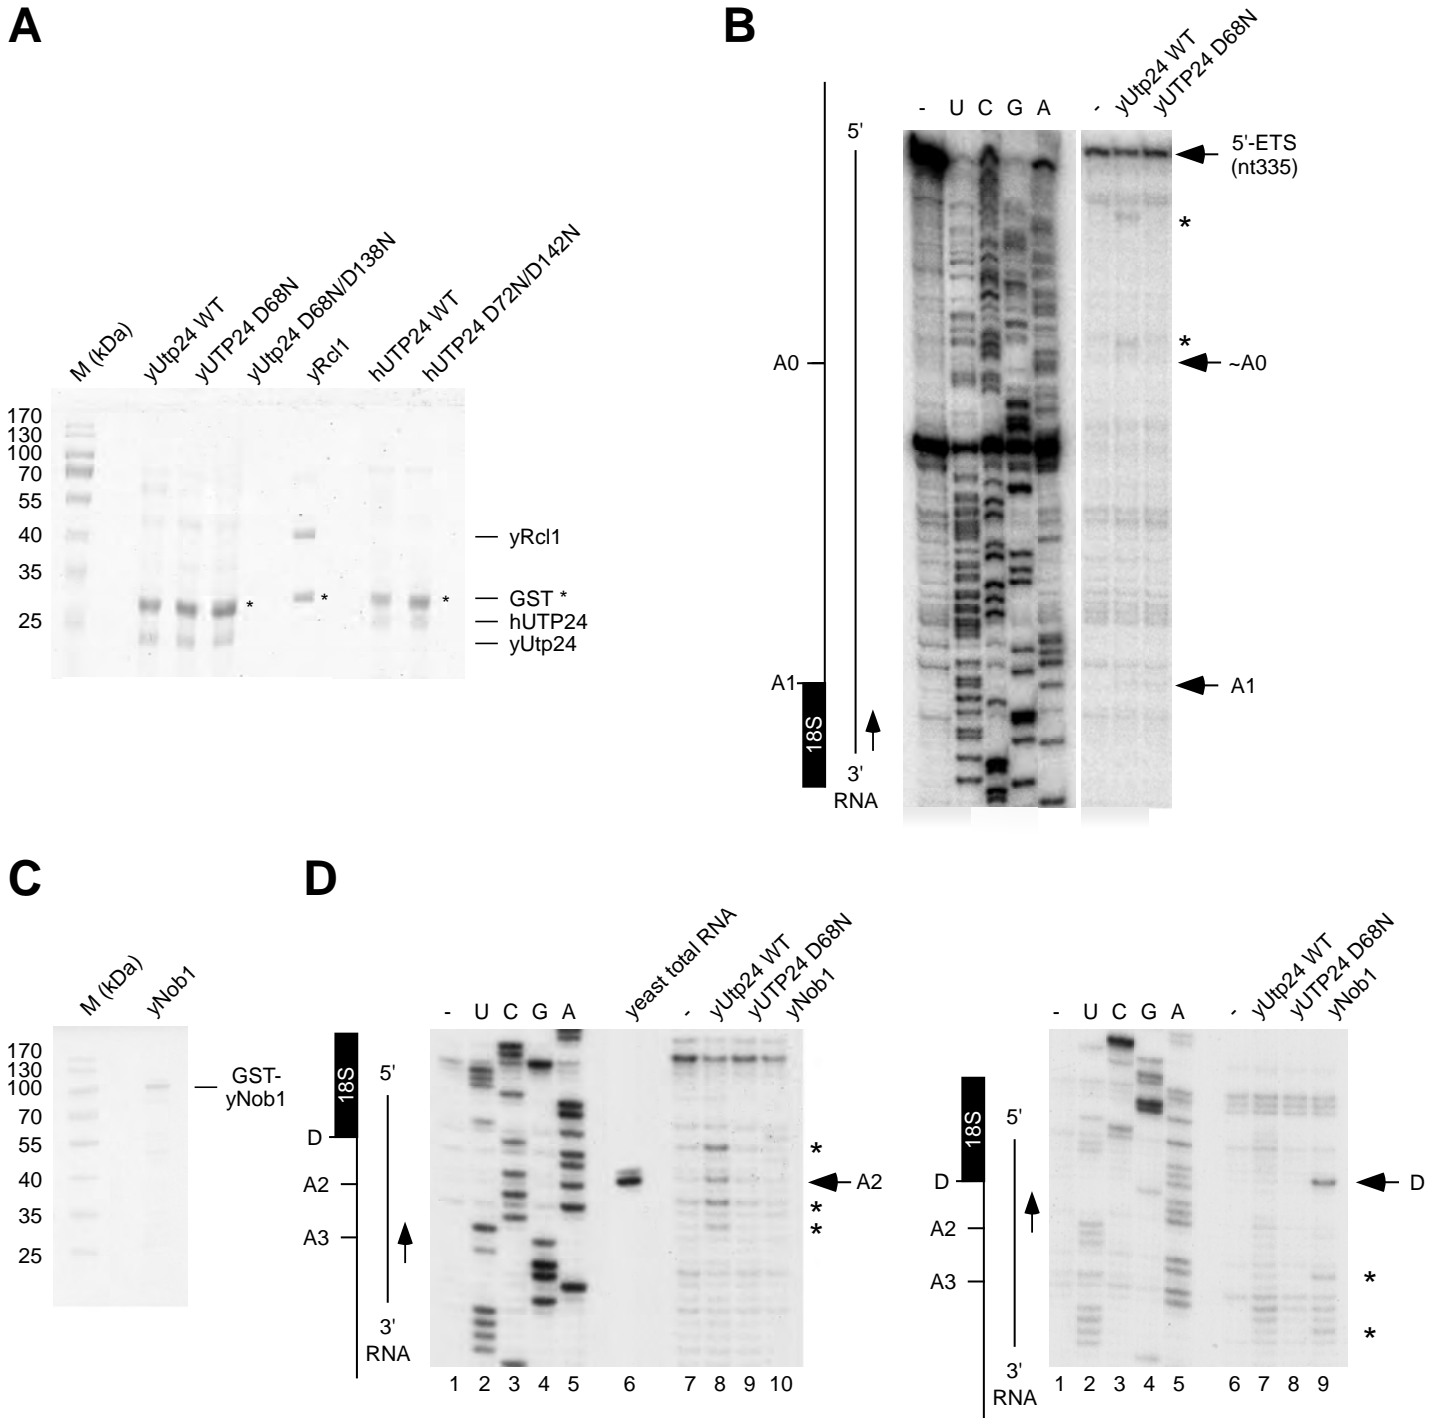 A
M (kDa)
yUtp24 WT
yUTP24 D68N
yUtp24 D68N/D138N
yRcl1
hUTP24 WT
hUTP24 D72N/D142N
170
130
100
70
55
40
35
25
*
*
*
yRcl1
GST *
hUTP24
yUtp24
B
- U C G A
- yUtp24 WT yUTP24 D68N
5'
A0
A1
18S
3'
RNA
5'-ETS
(nt335)
*
*
~A0
A1
C
M (kDa)
yNob1
170
130
100
70
55
40
35
25
GST-
yNob1
D
- U C G A
yeast total RNA
- yUtp24 WT yUTP24 D68N yNob1
18S
5'
D
A2
A3
3'
RNA
*
A2
*
*
1 2 3 4 5 6 7 8 9 10
- U C G A
- yUtp24 WT yUTP24 D68N yNob1
18S
5'
D
A2
A3
3'
RNA
D
*
*
1 2 3 4 5 6 7 8 9